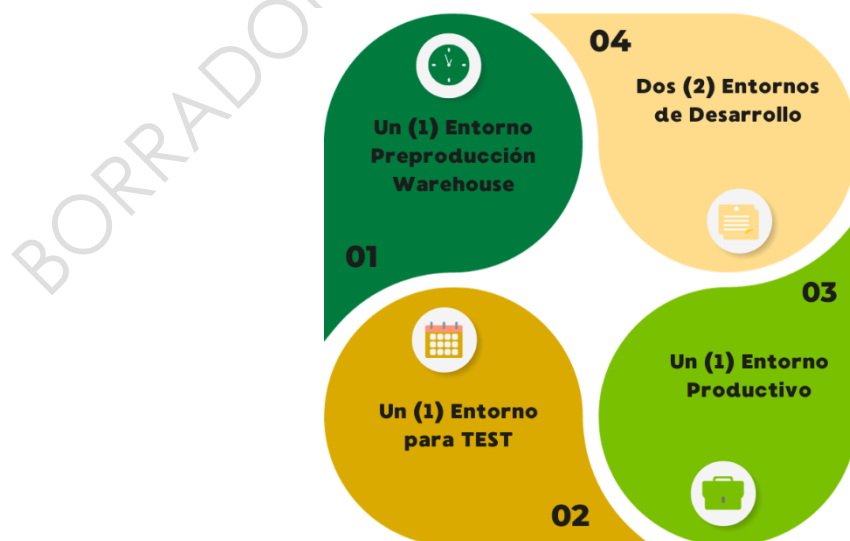 BORRADOR
Un (1) Entorno
Preproducción
Warehouse
01
04
Dos (2) Entornos
de Desarrollo
Un (1) Entorno
para TEST
02
03
Un (1) Entorno
Productivo